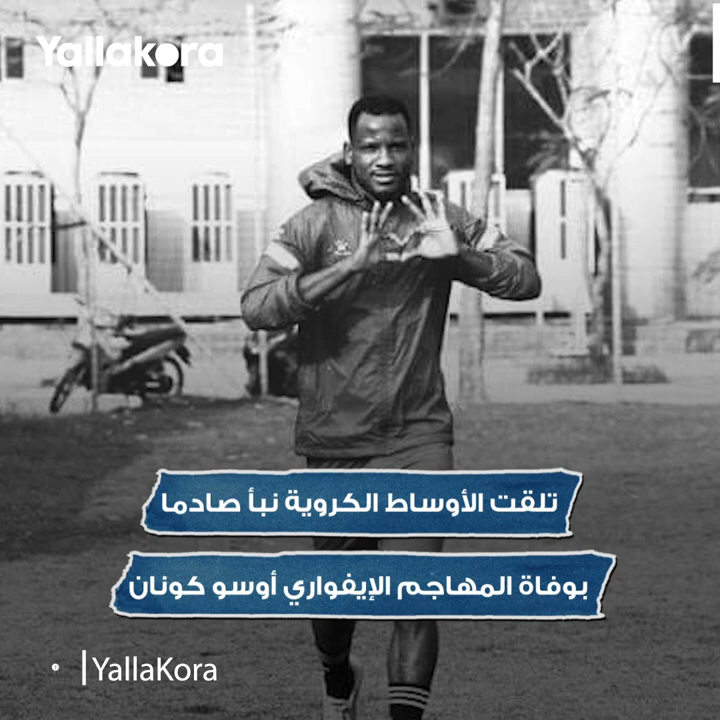 Yallakora
تلقت الأوساط الكروية نبأ صادما
بوفاة المهاجم الإيفواري أوسو كونان
YallaKora